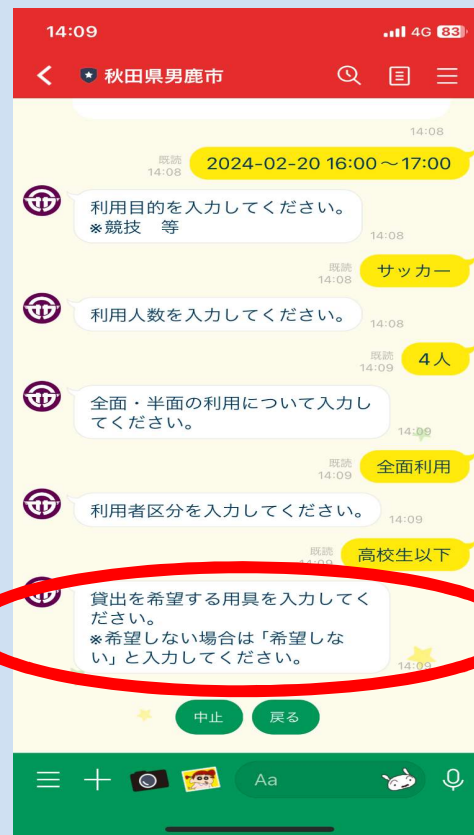 14:09
4G 83
秋田県男鹿市
14:08
既読
14:08
2024-02-20 16:00～17:00
利用目的を入力してください。
※競技　等
14:08
既読
14:08
サッカー
利用人数を入力してください。
14:08
既読
14:09
4人
全面・半面の利用について入力し
てください。
14:09
既読
14:09
全面利用
利用者区分を入力してください。
14:09
既読
14:09
高校生以下
貸出を希望する用具を入力してく
ださい。
※希望しない場合は「希望しな
い」と入力してください。
14:09
中止
戻る
Aa